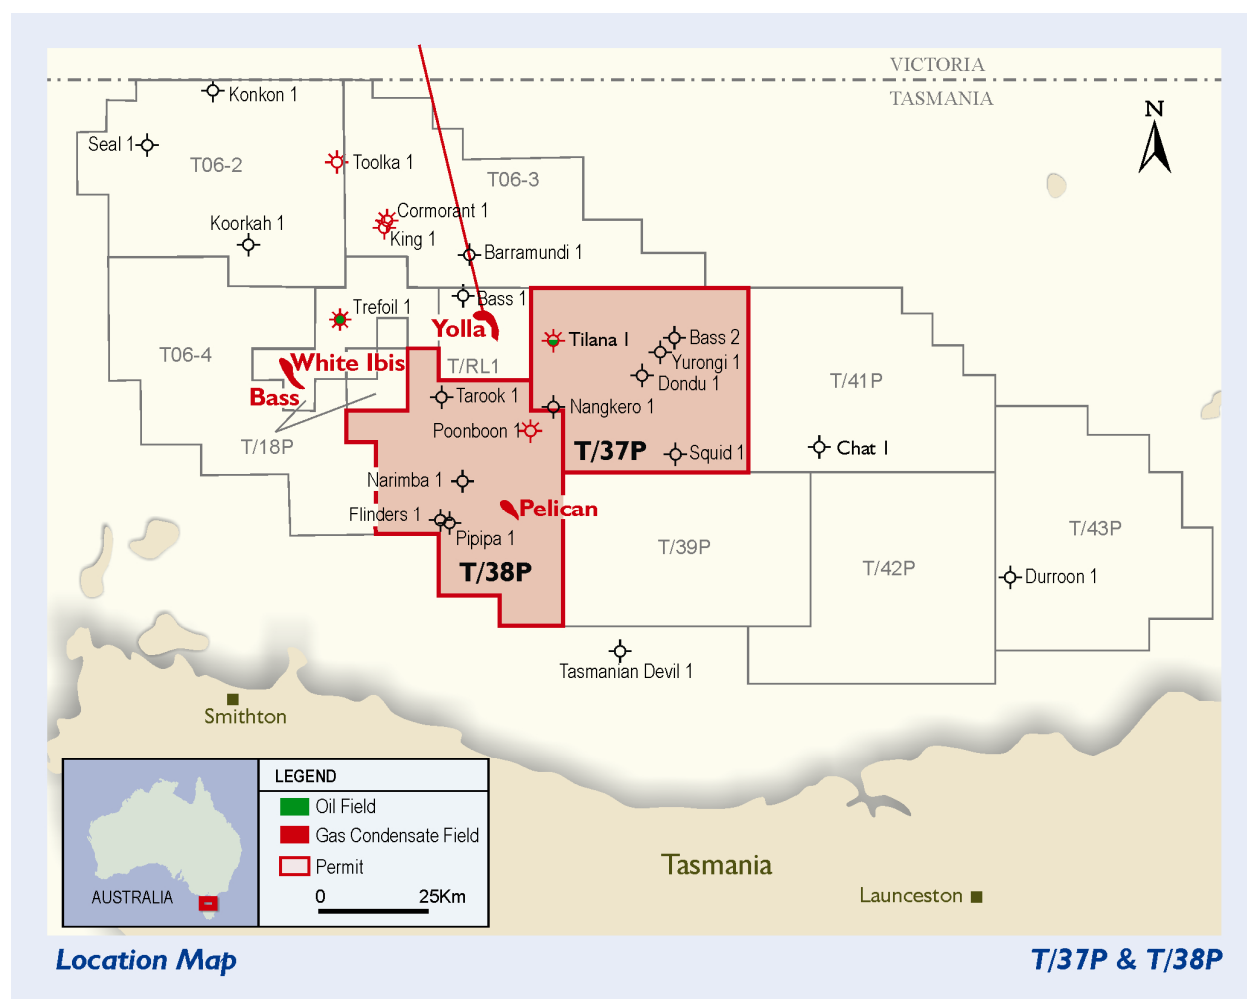 VICTORIA
TASMANIA
N
Konkon 1
Seal 1
T06-2
Toolka 1
T06-3
Koorkah 1
Cormorant 1
King 1
Barramundi 1
Bass 1
Trefoil 1
Yolla
Tilana 1
Bass 2
Yurongi 1
Dondu 1
T06-4
White Ibis
Bass
T/RL1
T/41P
Tarook 1
Nangkero 1
Poonboon 1
T/37P
Squid 1
Chat 1
T/18P
Narimba 1
Pelican
Flinders 1
Pipipa 1
T/38P
T/39P
T/42P
T/43P
Durroon 1
Tasmanian Devil 1
Smithton
LEGEND
Oil Field
Gas Condensate Field
Permit
0 25Km
AUSTRALIA
Tasmania
Launceston
Location Map
T/37P & T/38P